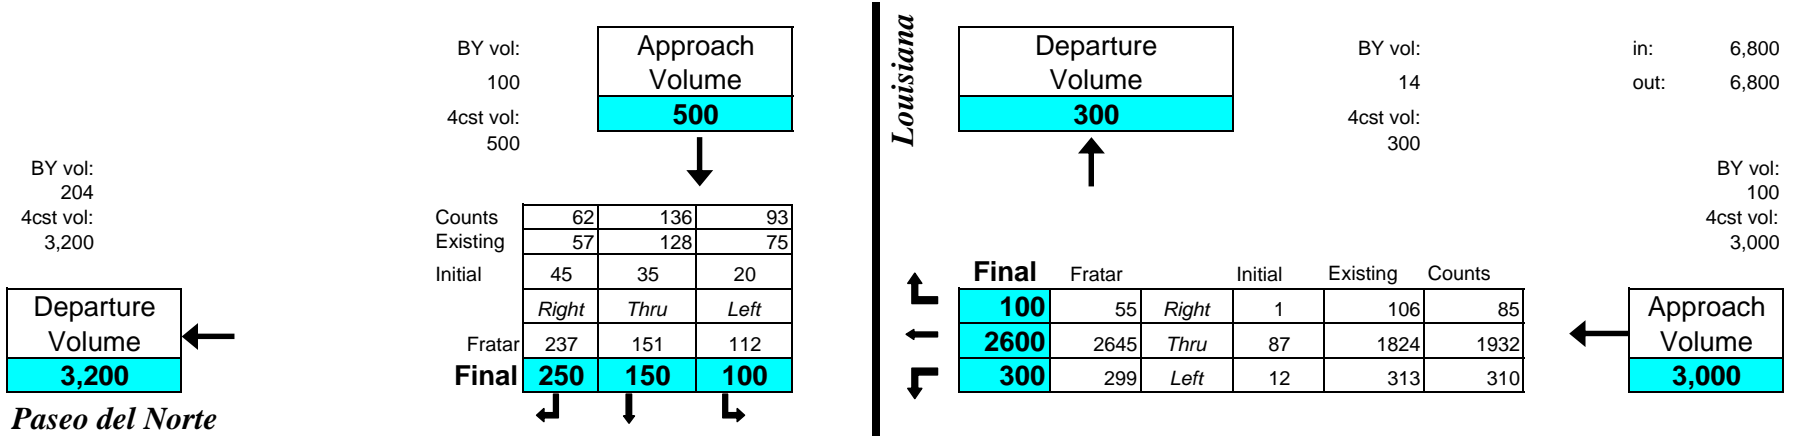 BY vol:
100
4cst vol:
500
Approach
Volume
500
Louisiana
Departure
Volume
300
BY vol:
14
4cst vol:
300
in: 6,800
out: 6,800
BY vol:
204
4cst vol:
3,200
BY vol:
100
4cst vol:
3,000
Counts 62 136 93
Existing 57 128 75
Initial 45 35 20
Right Thru Left
Fratar 237 151 112
Final 250 150 100
Final Fratar Initial Existing Counts
100 55 Right 1 106 85
2600 2645 Thru 87 1824 1932
300 299 Left 12 313 310
Departure
Volume
3,200
Approach
Volume
3,000
Paseo del Norte